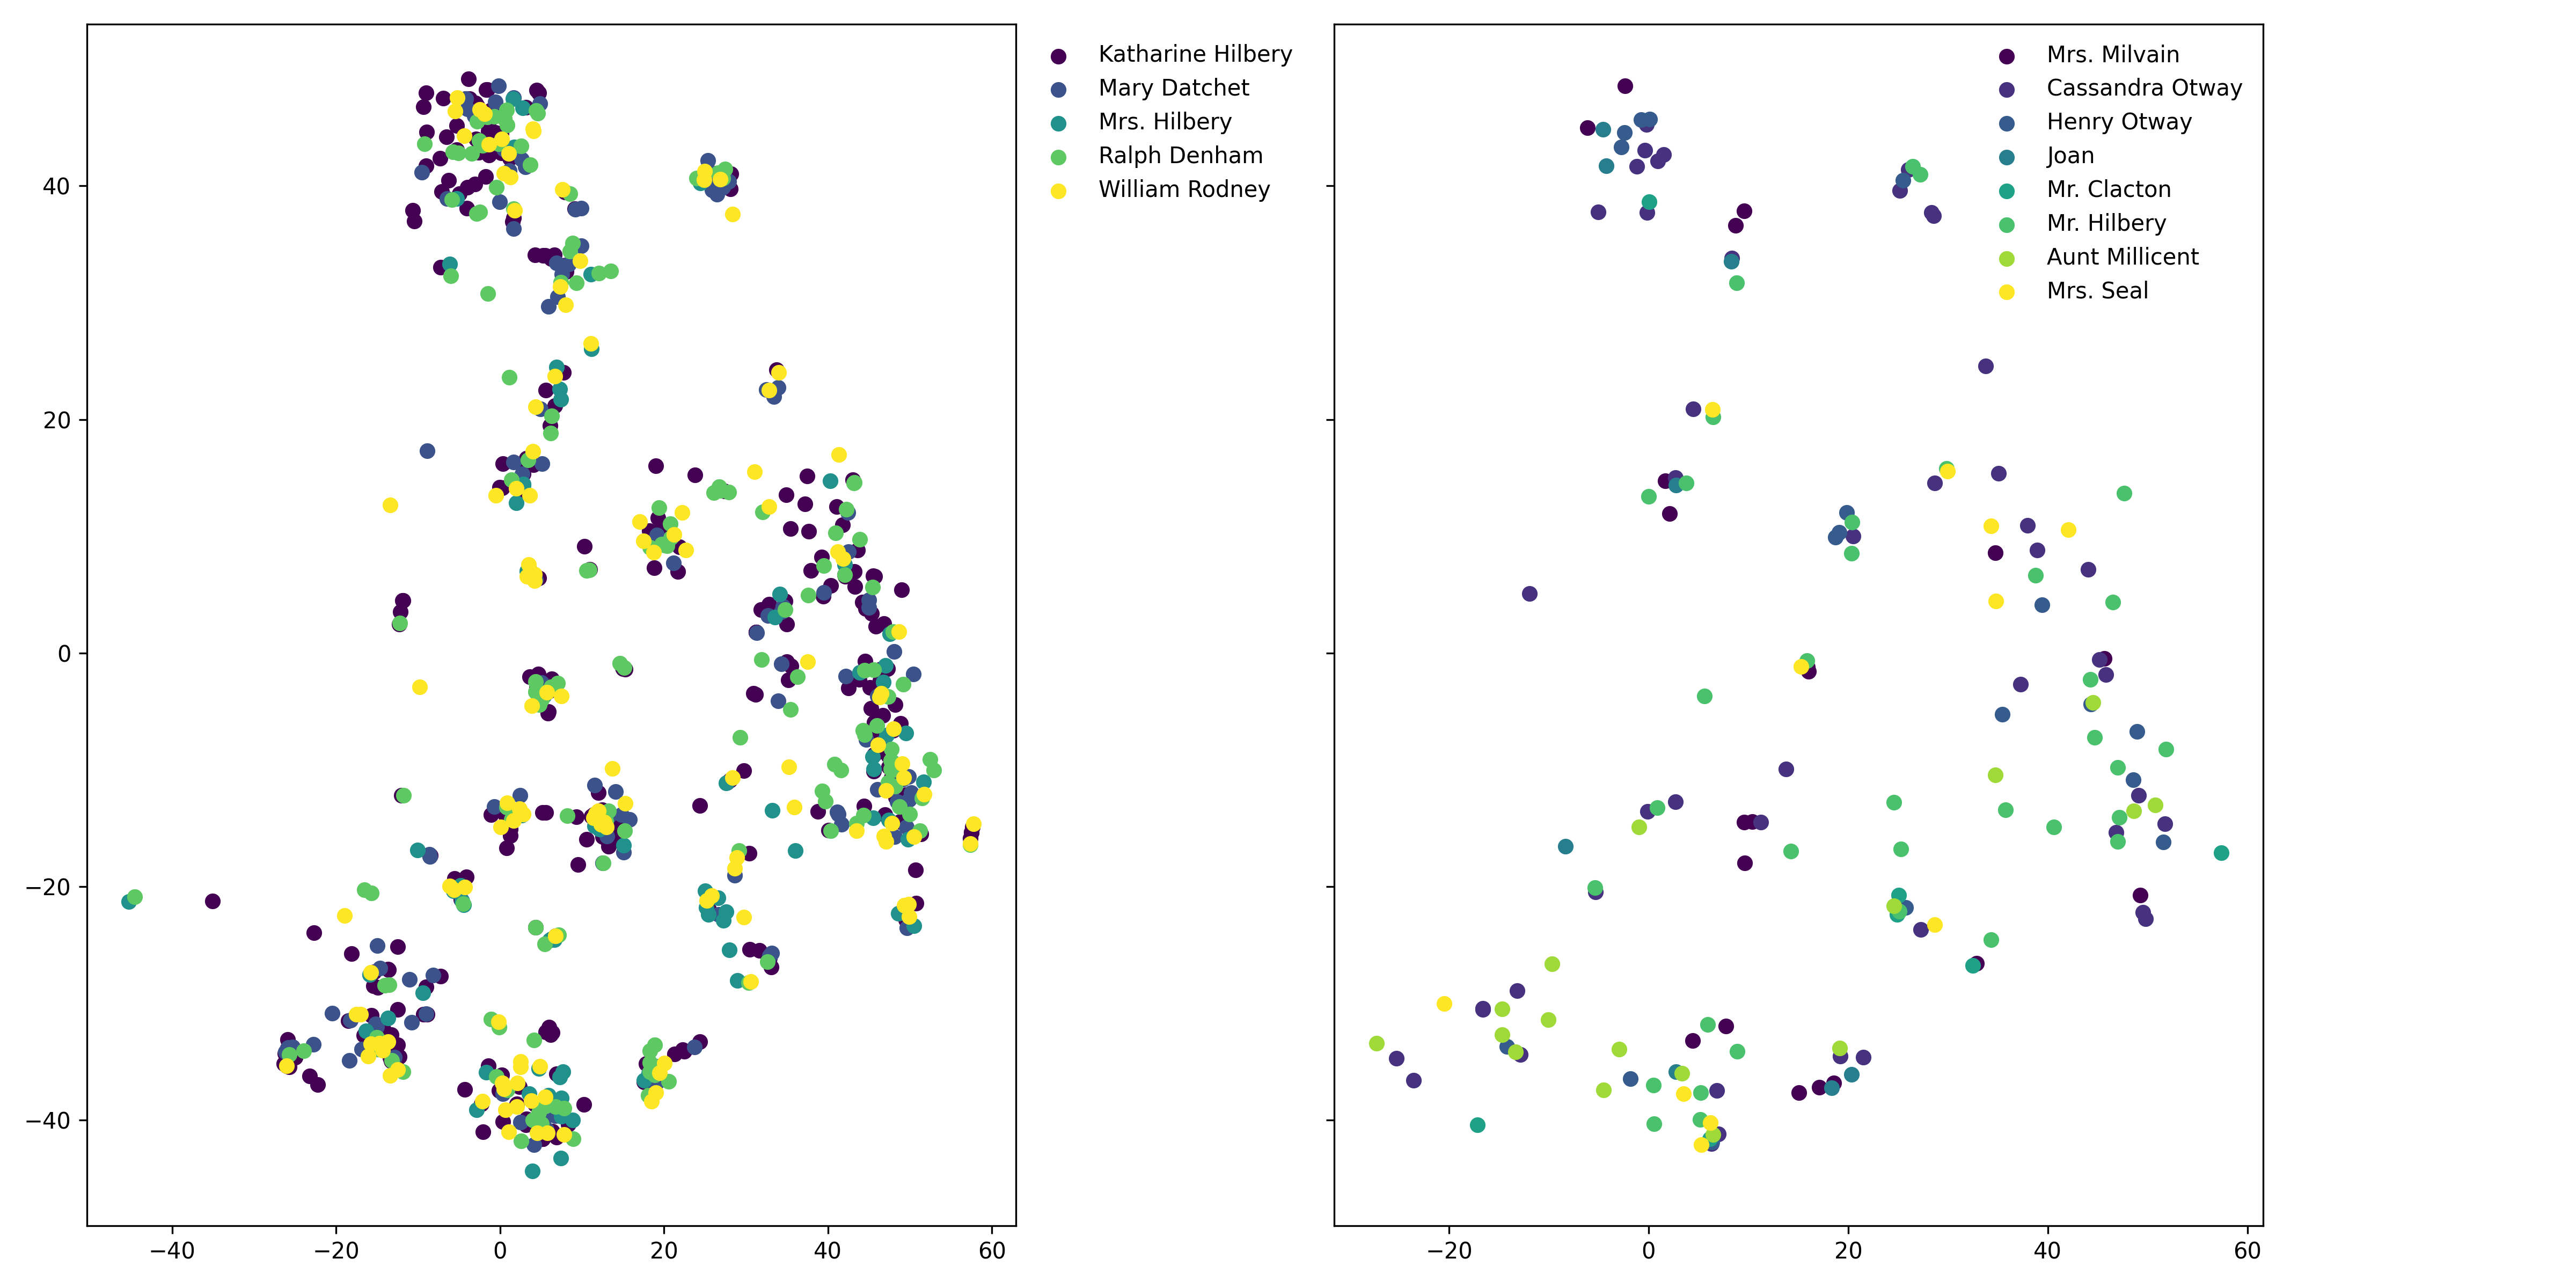 40
20
0
−20
−40
−40
−20
0
20
40
60
Katharine Hilbery
Mary Datchet
Mrs. Hilbery
Ralph Denham
William Rodney
Mrs. Milvain
Cassandra Otway
Henry Otway
Joan
Mr. Clacton
Mr. Hilbery
Aunt Millicent
Mrs. Seal
−20
0
20
40
60